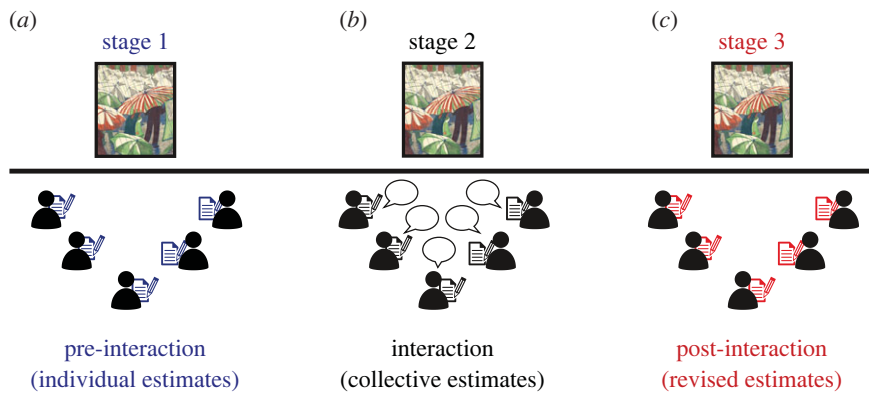 (a)
stage 1
pre-interaction
(individual estimates)
(b)
stage 2
interaction
(collective estimates)
(c)
stage 3
post-interaction
(revised estimates)